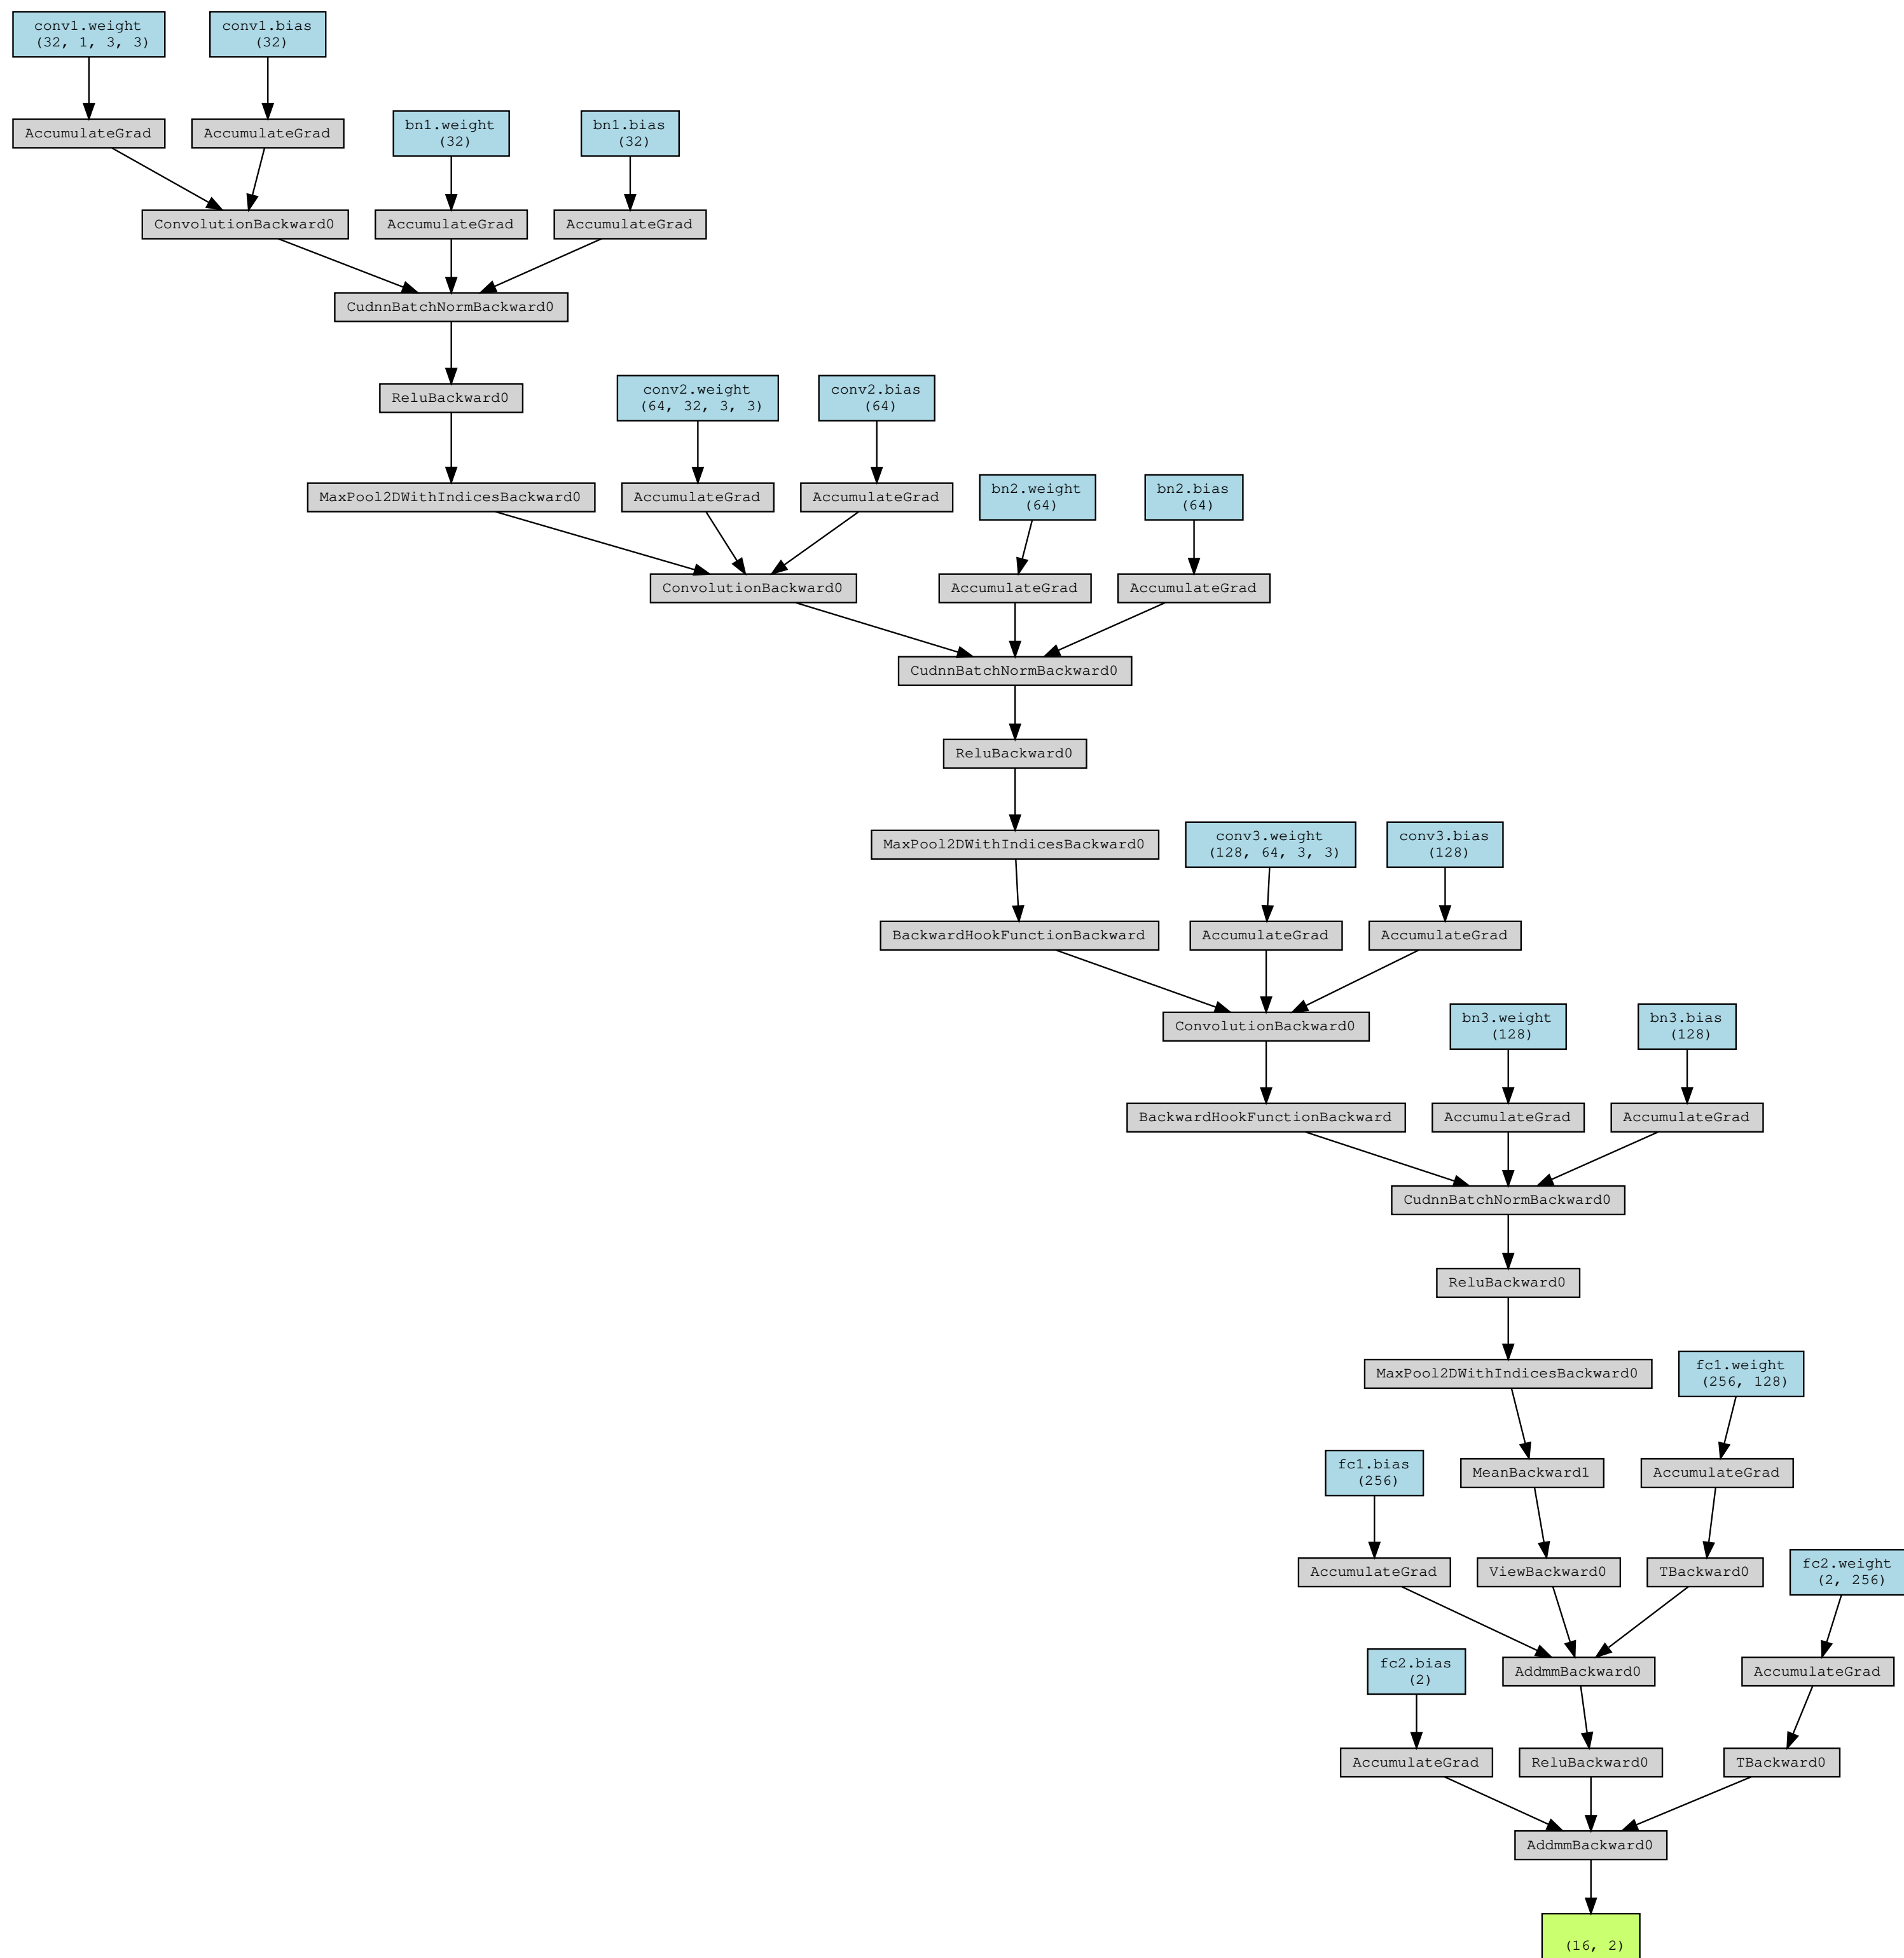 conv1.weight
(32, 1, 3, 3)
conv1.bias
(32)
AccumulateGrad
AccumulateGrad
bn1.weight
(32)
bn1.bias
(32)
ConvolutionBackward0
AccumulateGrad
AccumulateGrad
CudnnBatchNormBackward0
ReluBackward0
conv2.weight
(64, 32, 3, 3)
conv2.bias
(64)
MaxPool2DWithIndicesBackward0
AccumulateGrad
AccumulateGrad
bn2.weight
(64)
bn2.bias
(64)
ConvolutionBackward0
AccumulateGrad
AccumulateGrad
CudnnBatchNormBackward0
ReluBackward0
MaxPool2DWithIndicesBackward0
conv3.weight
(128, 64, 3, 3)
conv3.bias
(128)
BackwardHookFunctionBackward
AccumulateGrad
AccumulateGrad
ConvolutionBackward0
bn3.weight
(128)
bn3.bias
(128)
BackwardHookFunctionBackward
AccumulateGrad
AccumulateGrad
CudnnBatchNormBackward0
ReluBackward0
MaxPool2DWithIndicesBackward0
fc1.weight
(256, 128)
fc1.bias
(256)
MeanBackward1
AccumulateGrad
AccumulateGrad
ViewBackward0
TBackward0
fc2.weight
(2, 256)
fc2.bias
(2)
AddmmBackward0
AccumulateGrad
AccumulateGrad
ReluBackward0
TBackward0
AddmmBackward0
(16, 2)